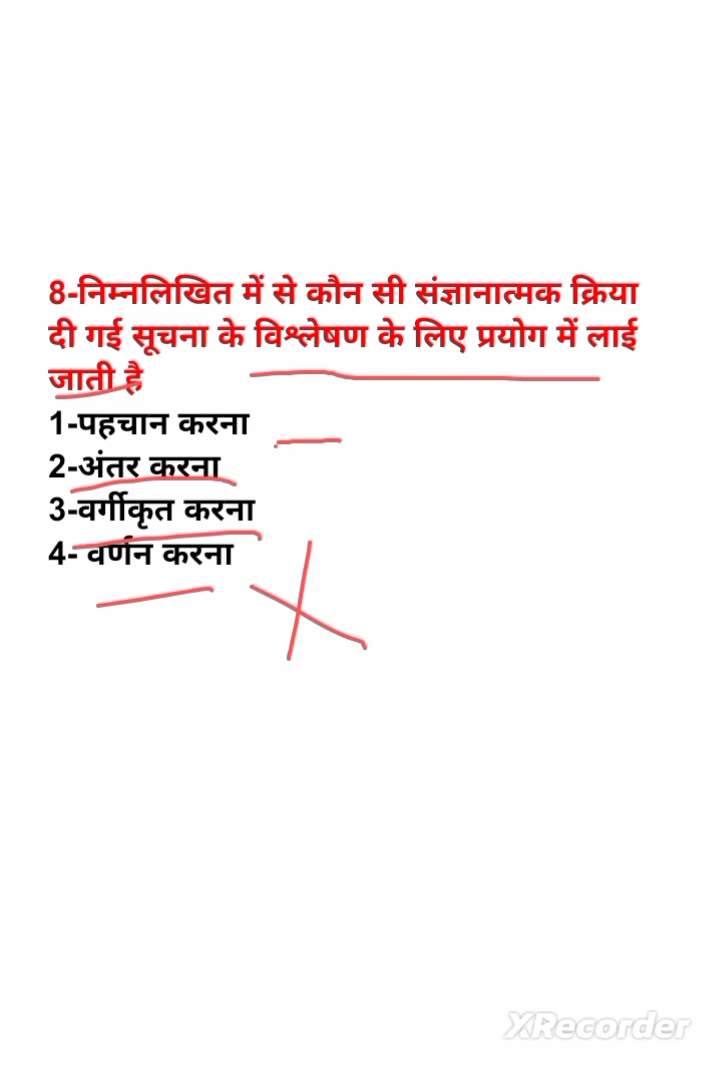 8-निम्नलिखित में से कौन सी संज्ञानात्मक क्रिया
दी गई सूचना के विश्लेषण के लिए प्रयोग में लाई
जाती है
1-पहचान करना
2-अंतर करना
3-वर्गीकृत करना
4- वर्णन करना
XRecorder